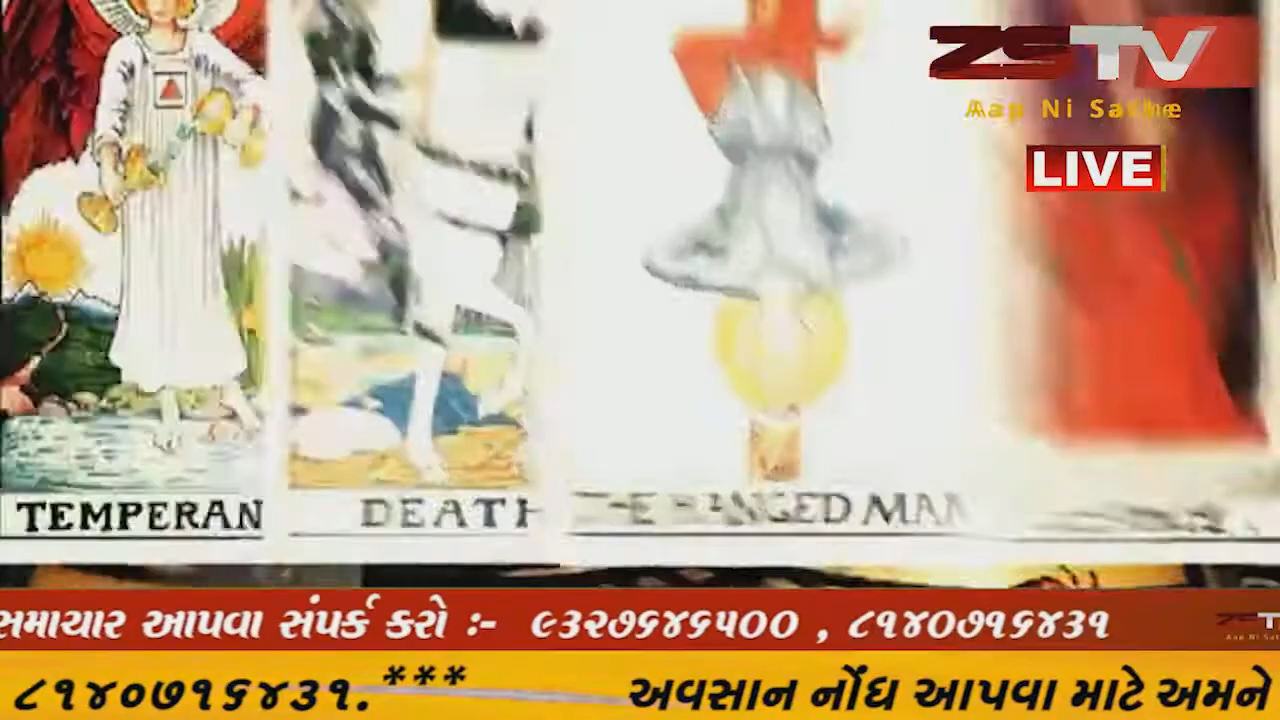 ZSTV
Aap Ni Sathe
LIVE
TEMPERAN
DEATH
THE HANGED MAN
સમાચાર આપવા સંપર્ક કરો :- ૯૩૨૭૬૪૬૫૦૦ , ૮૧૪૦૭૧૬૪૩૧
૮૧૪૦૭૧૬૪૩૧. *** અવસાન નોંધ આપવા માટે અમને